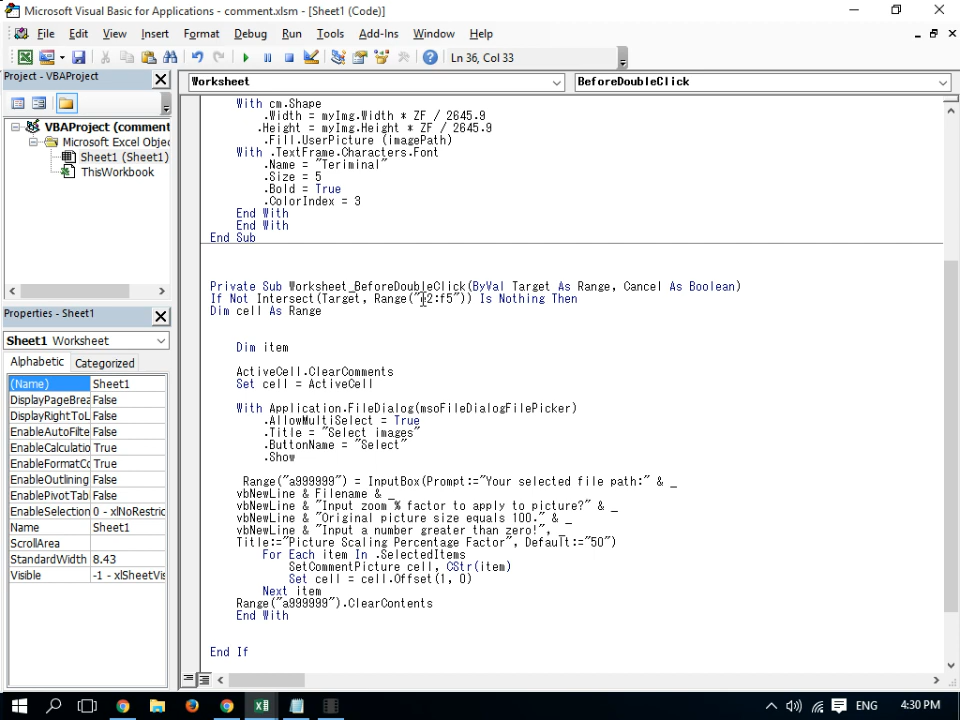 Microsoft Visual Basic for Applications - comment.xlsm - [Sheet1 (Code)]
File Edit View Insert Format Debug Run Tools Add-Ins Window Help
Ln 36, Col 33
Project - VBAProject
VBAProject (comment
Microsoft Excel Objec
Sheet1 (Sheet1)
ThisWorkbook
Properties - Sheet1
Sheet1 Worksheet
Alphabetic Categorized
(Name) Sheet1
DisplayPageBrea False
DisplayRightToL False
EnableAutoFilte False
EnableCalculatio True
EnableFormatCo True
EnableOutlining False
EnablePivotTab False
EnableSelection 0 - xlNoRestric
Name Sheet1
ScrollArea
StandardWidth 8.43
Visible -1 - xlSheetVis
Worksheet BeforeDoubleClick
With cm.Shape
.Width = myImg.Width * ZF / 2645.9
.Height = myImg.Height * ZF / 2645.9
.Fill.UserPicture (imagePath)
With .TextFrame.Characters.Font
.Name = "Teriminal"
.Size = 5
.Bold = True
.ColorIndex = 3
End With
End With
End Sub
Private Sub Worksheet_BeforeDoubleClick(ByVal Target As Range, Cancel As Boolean)
If Not Intersect(Target, Range(" :f5")) Is Nothing Then
Dim cell As Range
Dim item
ActiveCell.ClearComments
Set cell = ActiveCell
With Application.FileDialog(msoFileDialogFilePicker)
.AllowMultiSelect = True
.Title = "Select images"
.ButtonName = "Select"
.Show
Range("a999999") = InputBox(Prompt:="Your selected file path:" & _
vbNewLine & Filename & _
vbNewLine & "Input zoom % factor to apply to picture?" & _
vbNewLine & "Original picture size equals 100." & _
vbNewLine & "Input a number greater than zero!", _
Title:="Picture Scaling Percentage Factor", Default:="50")
For Each item In .SelectedItems
SetCommentPicture cell, CStr(item)
Set cell = cell.Offset(1, 0)
Next item
Range("a999999").ClearContents
End With
End If
ENG 4:30 PM